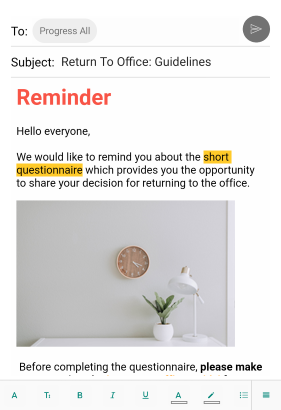 To: Progress All
Subject: Return To Office: Guidelines
Reminder
Hello everyone,
We would like to remind you about the short
questionnaire which provides you the opportunity
to share your decision for returning to the office.
Before completing the questionnaire, please make
A Tt B I U A